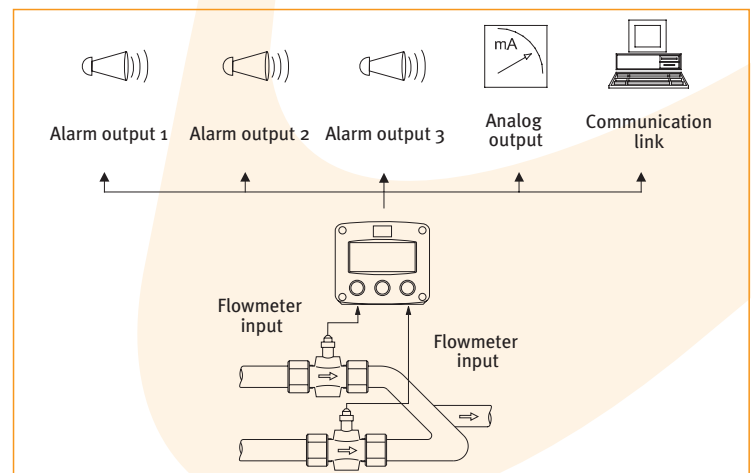 mA
Alarm output 1
Alarm output 2
Alarm output 3
Analog
output
Communication
link
Flowmeter
input
Flowmeter
input